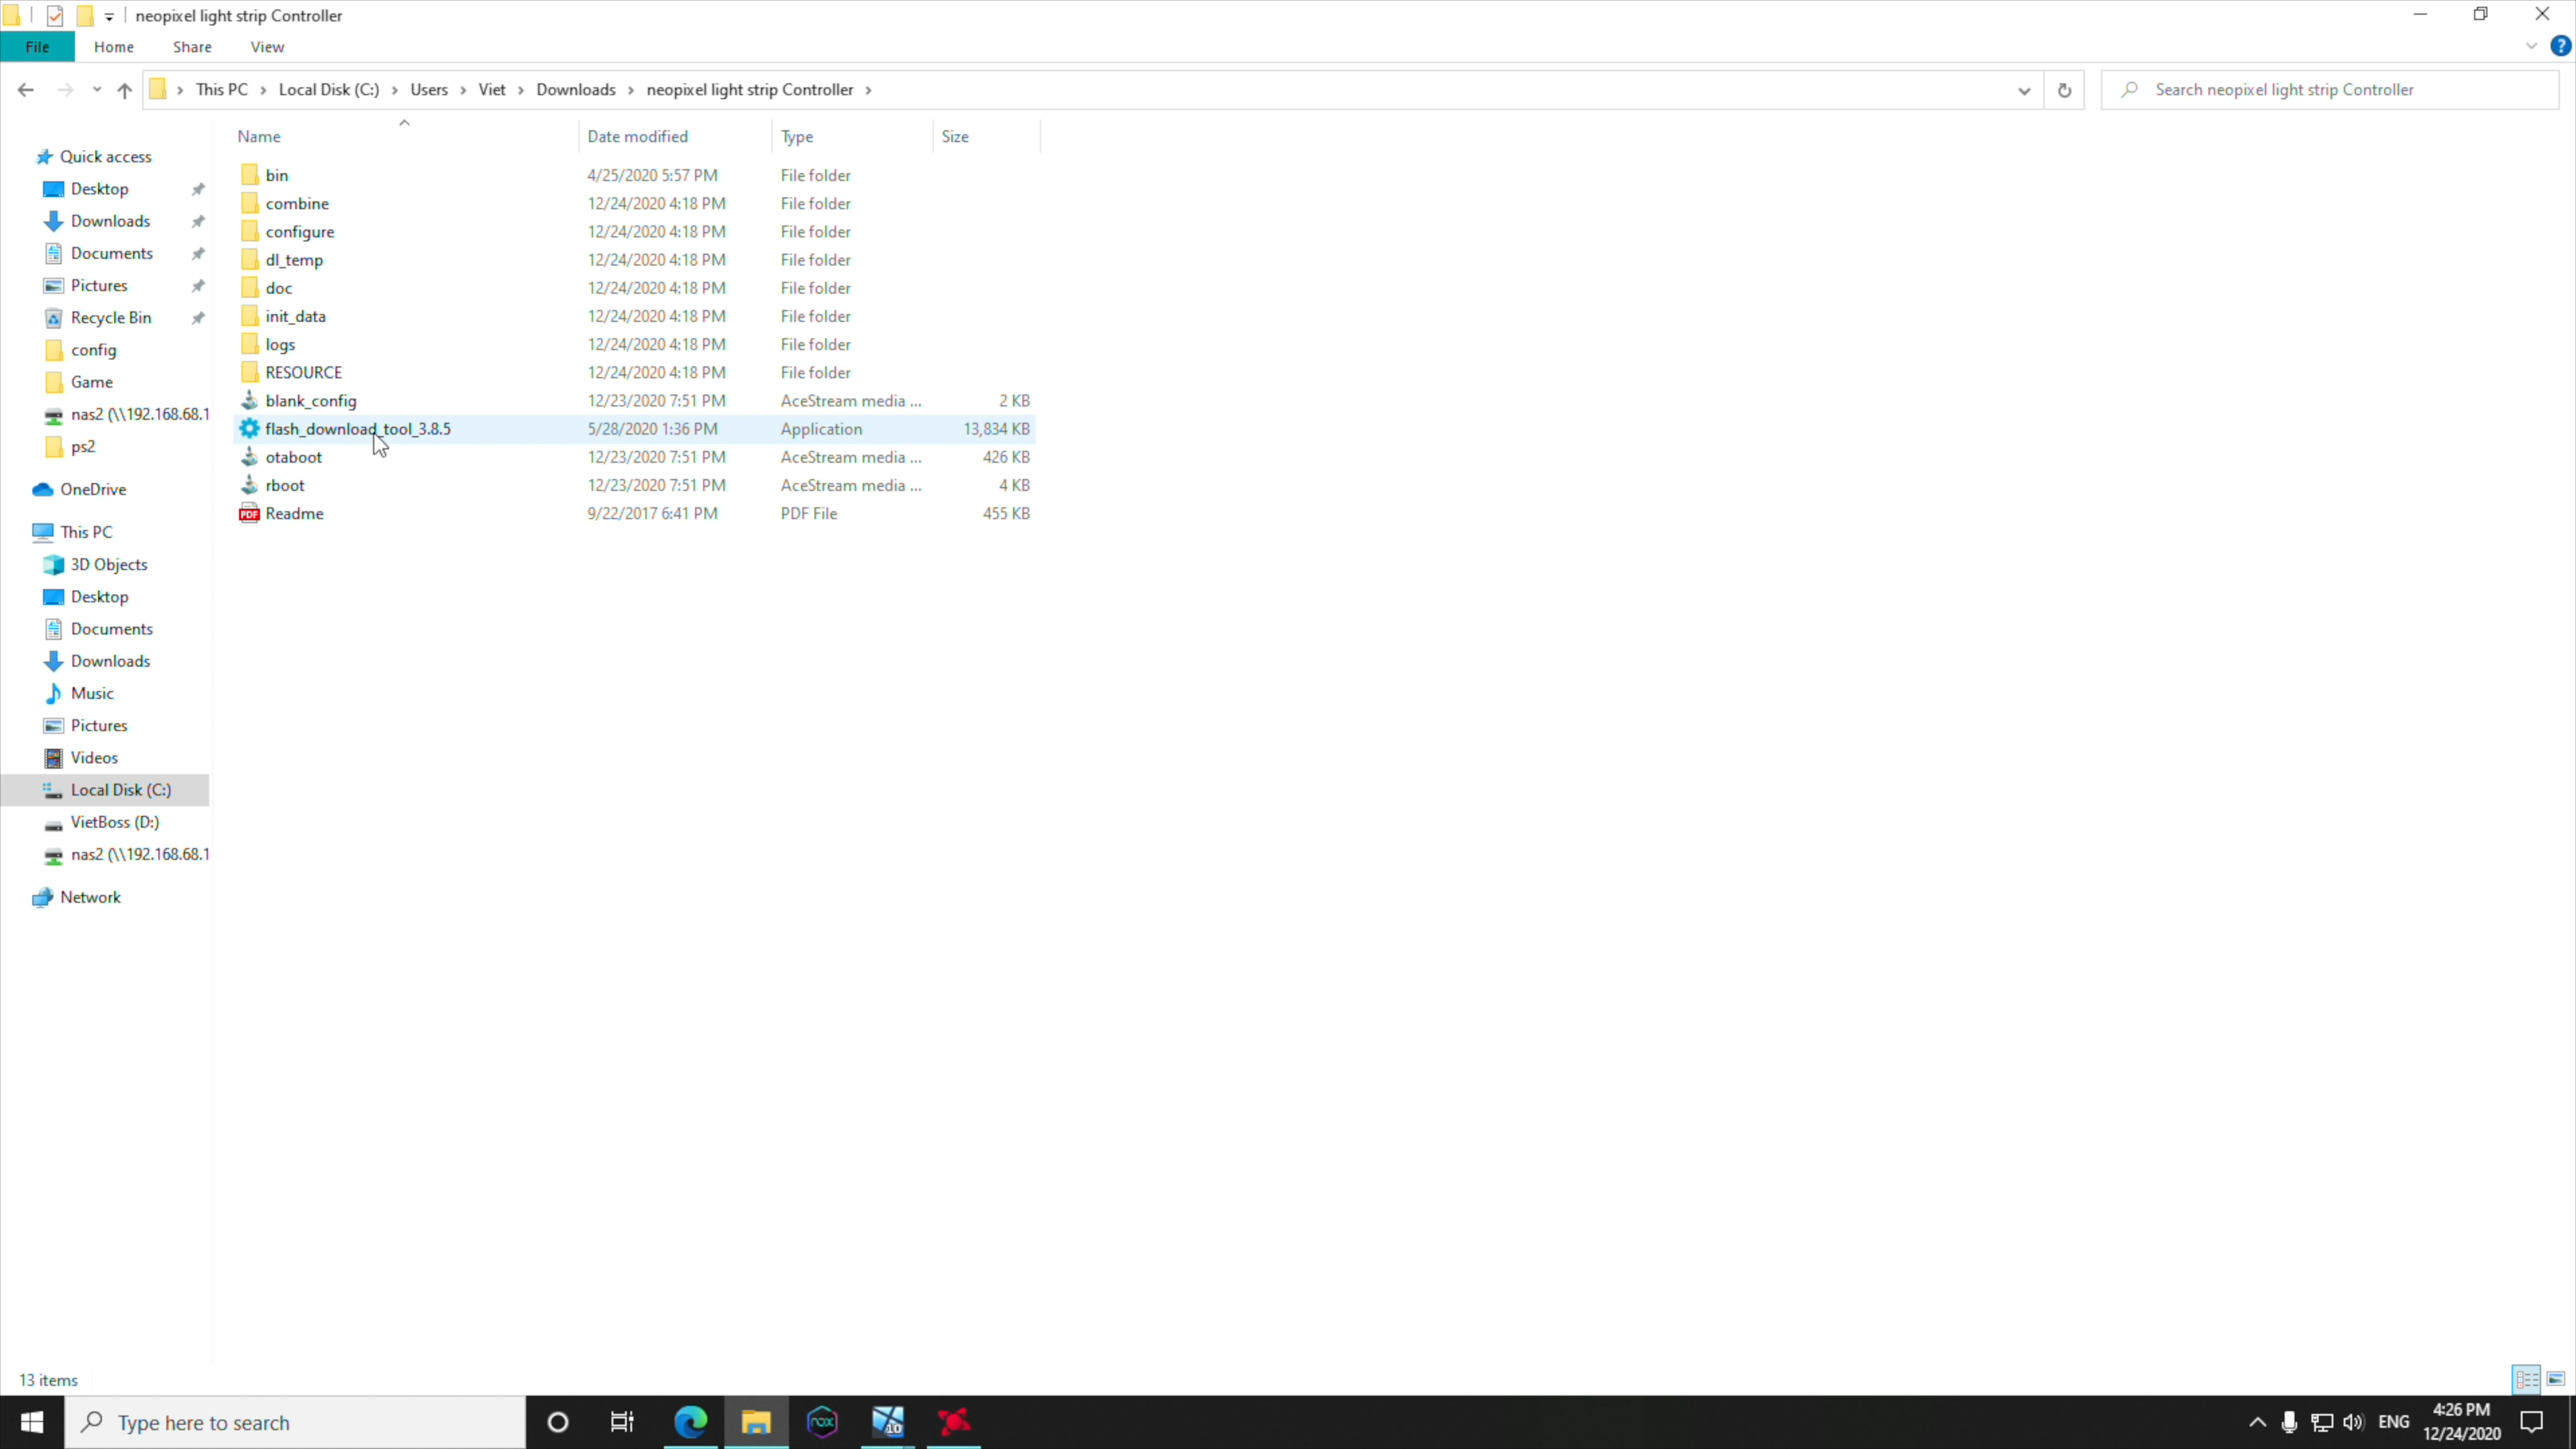 neopixel light strip Controller
File Home Share View
This PC Local Disk (C:) Users Viet Downloads neopixel light strip Controller
Search neopixel light strip Controller
Name Date modified Type Size
Quick access
Desktop
Downloads
Documents
Pictures
Recycle Bin
config
Game
nas2 (\\192.168.68.1
ps2
OneDrive
This PC
3D Objects
Desktop
Documents
Downloads
Music
Pictures
Videos
Local Disk (C:)
VietBoss (D:)
nas2 (\\192.168.68.1
Network
bin 4/25/2020 5:57 PM File folder
combine 12/24/2020 4:18 PM File folder
configure 12/24/2020 4:18 PM File folder
dl_temp 12/24/2020 4:18 PM File folder
doc 12/24/2020 4:18 PM File folder
init_data 12/24/2020 4:18 PM File folder
logs 12/24/2020 4:18 PM File folder
RESOURCE 12/24/2020 4:18 PM File folder
blank_config 12/23/2020 7:51 PM AceStream media ... 2 KB
flash_download_tool_3.8.5 5/28/2020 1:36 PM Application 13,834 KB
otaboot 12/23/2020 7:51 PM AceStream media ... 426 KB
rboot 12/23/2020 7:51 PM AceStream media ... 4 KB
PDF Readme 9/22/2017 6:41 PM PDF File 455 KB
13 items
Type here to search
nox
10
ENG
4:26 PM
12/24/2020